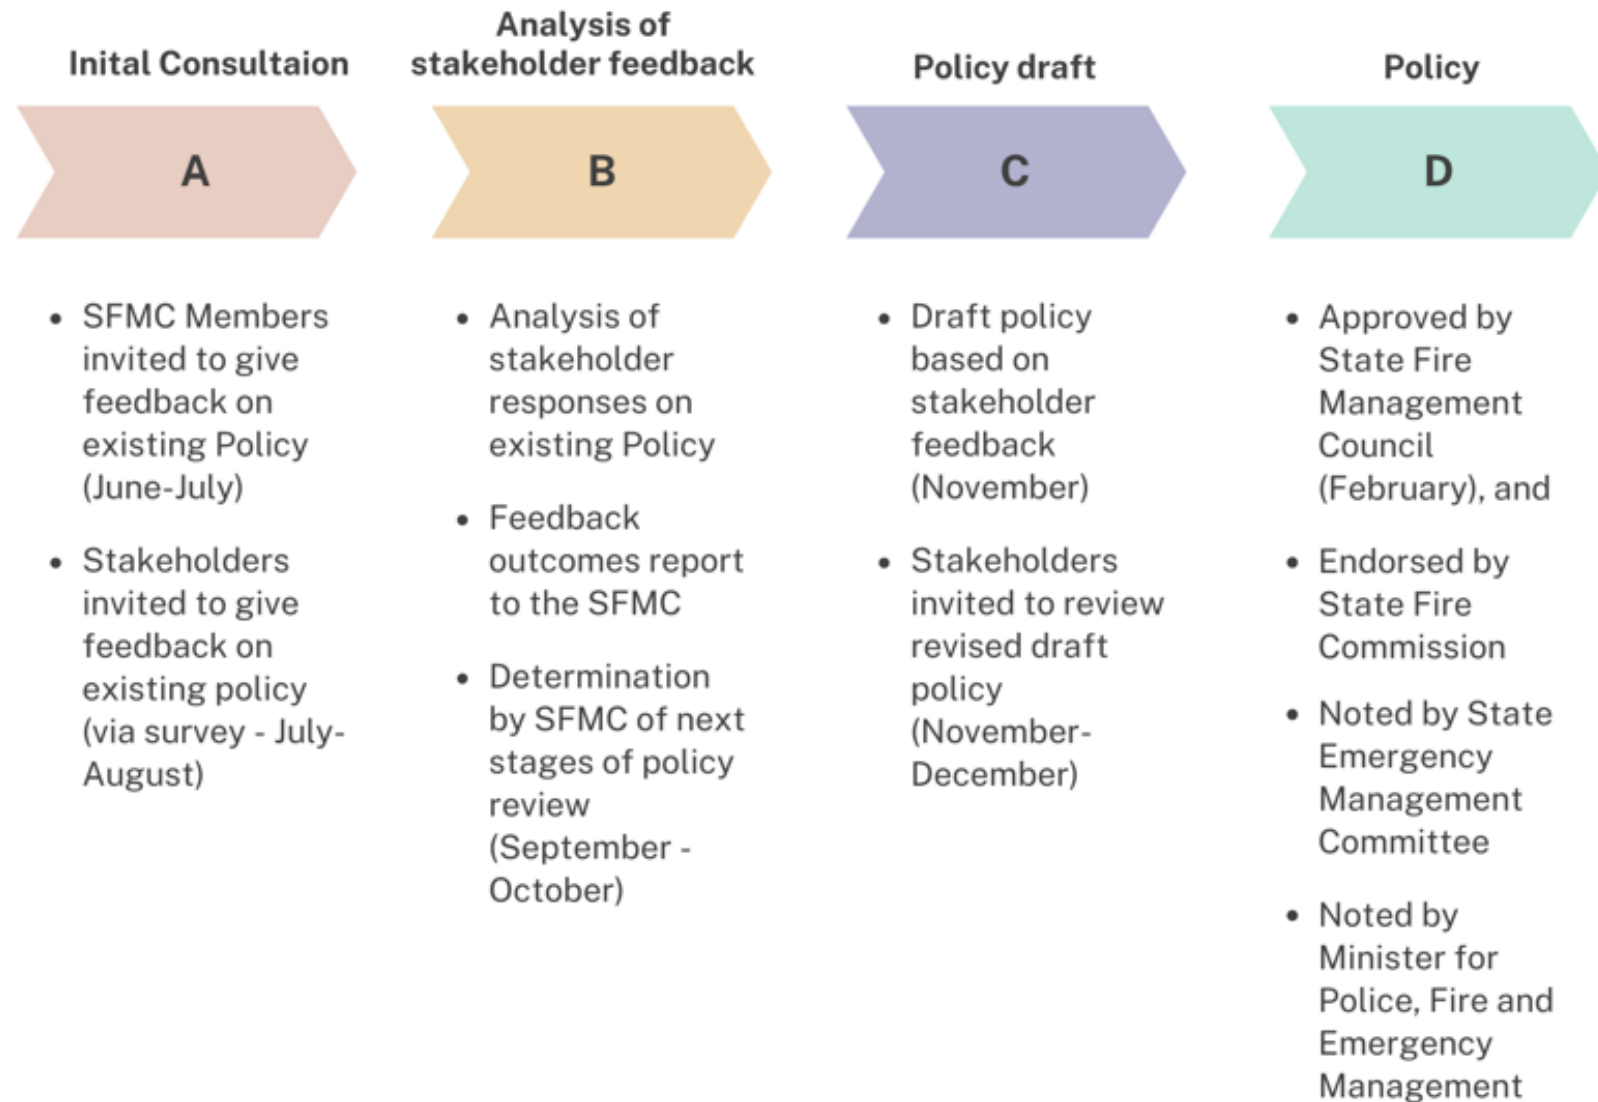 Inital Consultaion
A
• SFMC Members
invited to give
feedback on
existing Policy
(June-July)
• Stakeholders
invited to give
feedback on
existing policy
(via survey - July-
August)
Analysis of
stakeholder feedback
B
• Analysis of
stakeholder
responses on
existing Policy
• Feedback
outcomes report
to the SFMC
• Determination
by SFMC of next
stages of policy
review
(September -
October)
Policy draft
C
• Draft policy
based on
stakeholder
feedback
(November)
• Stakeholders
invited to review
revised draft
policy
(November-
December)
Policy
D
• Approved by
State Fire
Management
Council
(February), and
• Endorsed by
State Fire
Commission
• Noted by State
Emergency
Management
Committee
• Noted by
Minister for
Police, Fire and
Emergency
Management